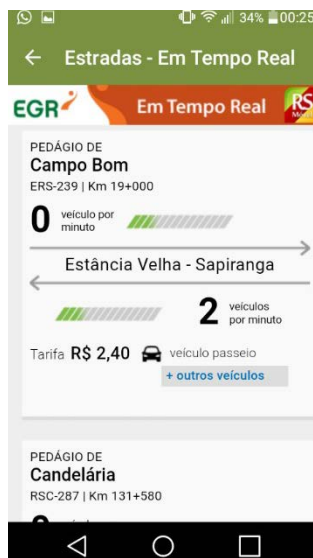 34% 00:25
Estradas - Em Tempo Real
EGR Em Tempo Real RS
PEDÁGIO DE
Campo Bom
ERS-239 | Km 19+000
0 veículo por
minuto
Estância Velha - Sapiranga
2 veículos
por minuto
Tarifa R$ 2,40 veículo passeio
+ outros veículos
PEDÁGIO DE
Candelária
RSC-287 | Km 131+580